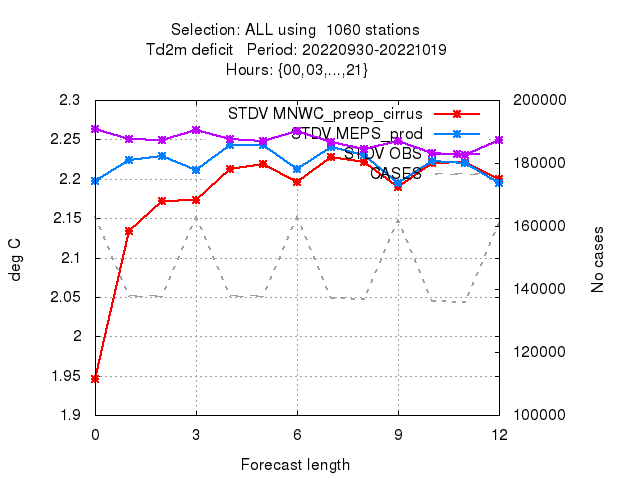 Selection: ALL using  1060 stations
Td2m deficit   Period: 20220930-20221019
Hours: {00,03,...,21}
2.3
2.25
2.2
2.15
2.1
2.05
2
1.95
1.9
deg C
STDV MNWC_preop_cirrus
STDV MEPS_prod
STDV OBS
CASES
200000
180000
160000
140000
120000
100000
No cases
0 3 6 9 12
Forecast length